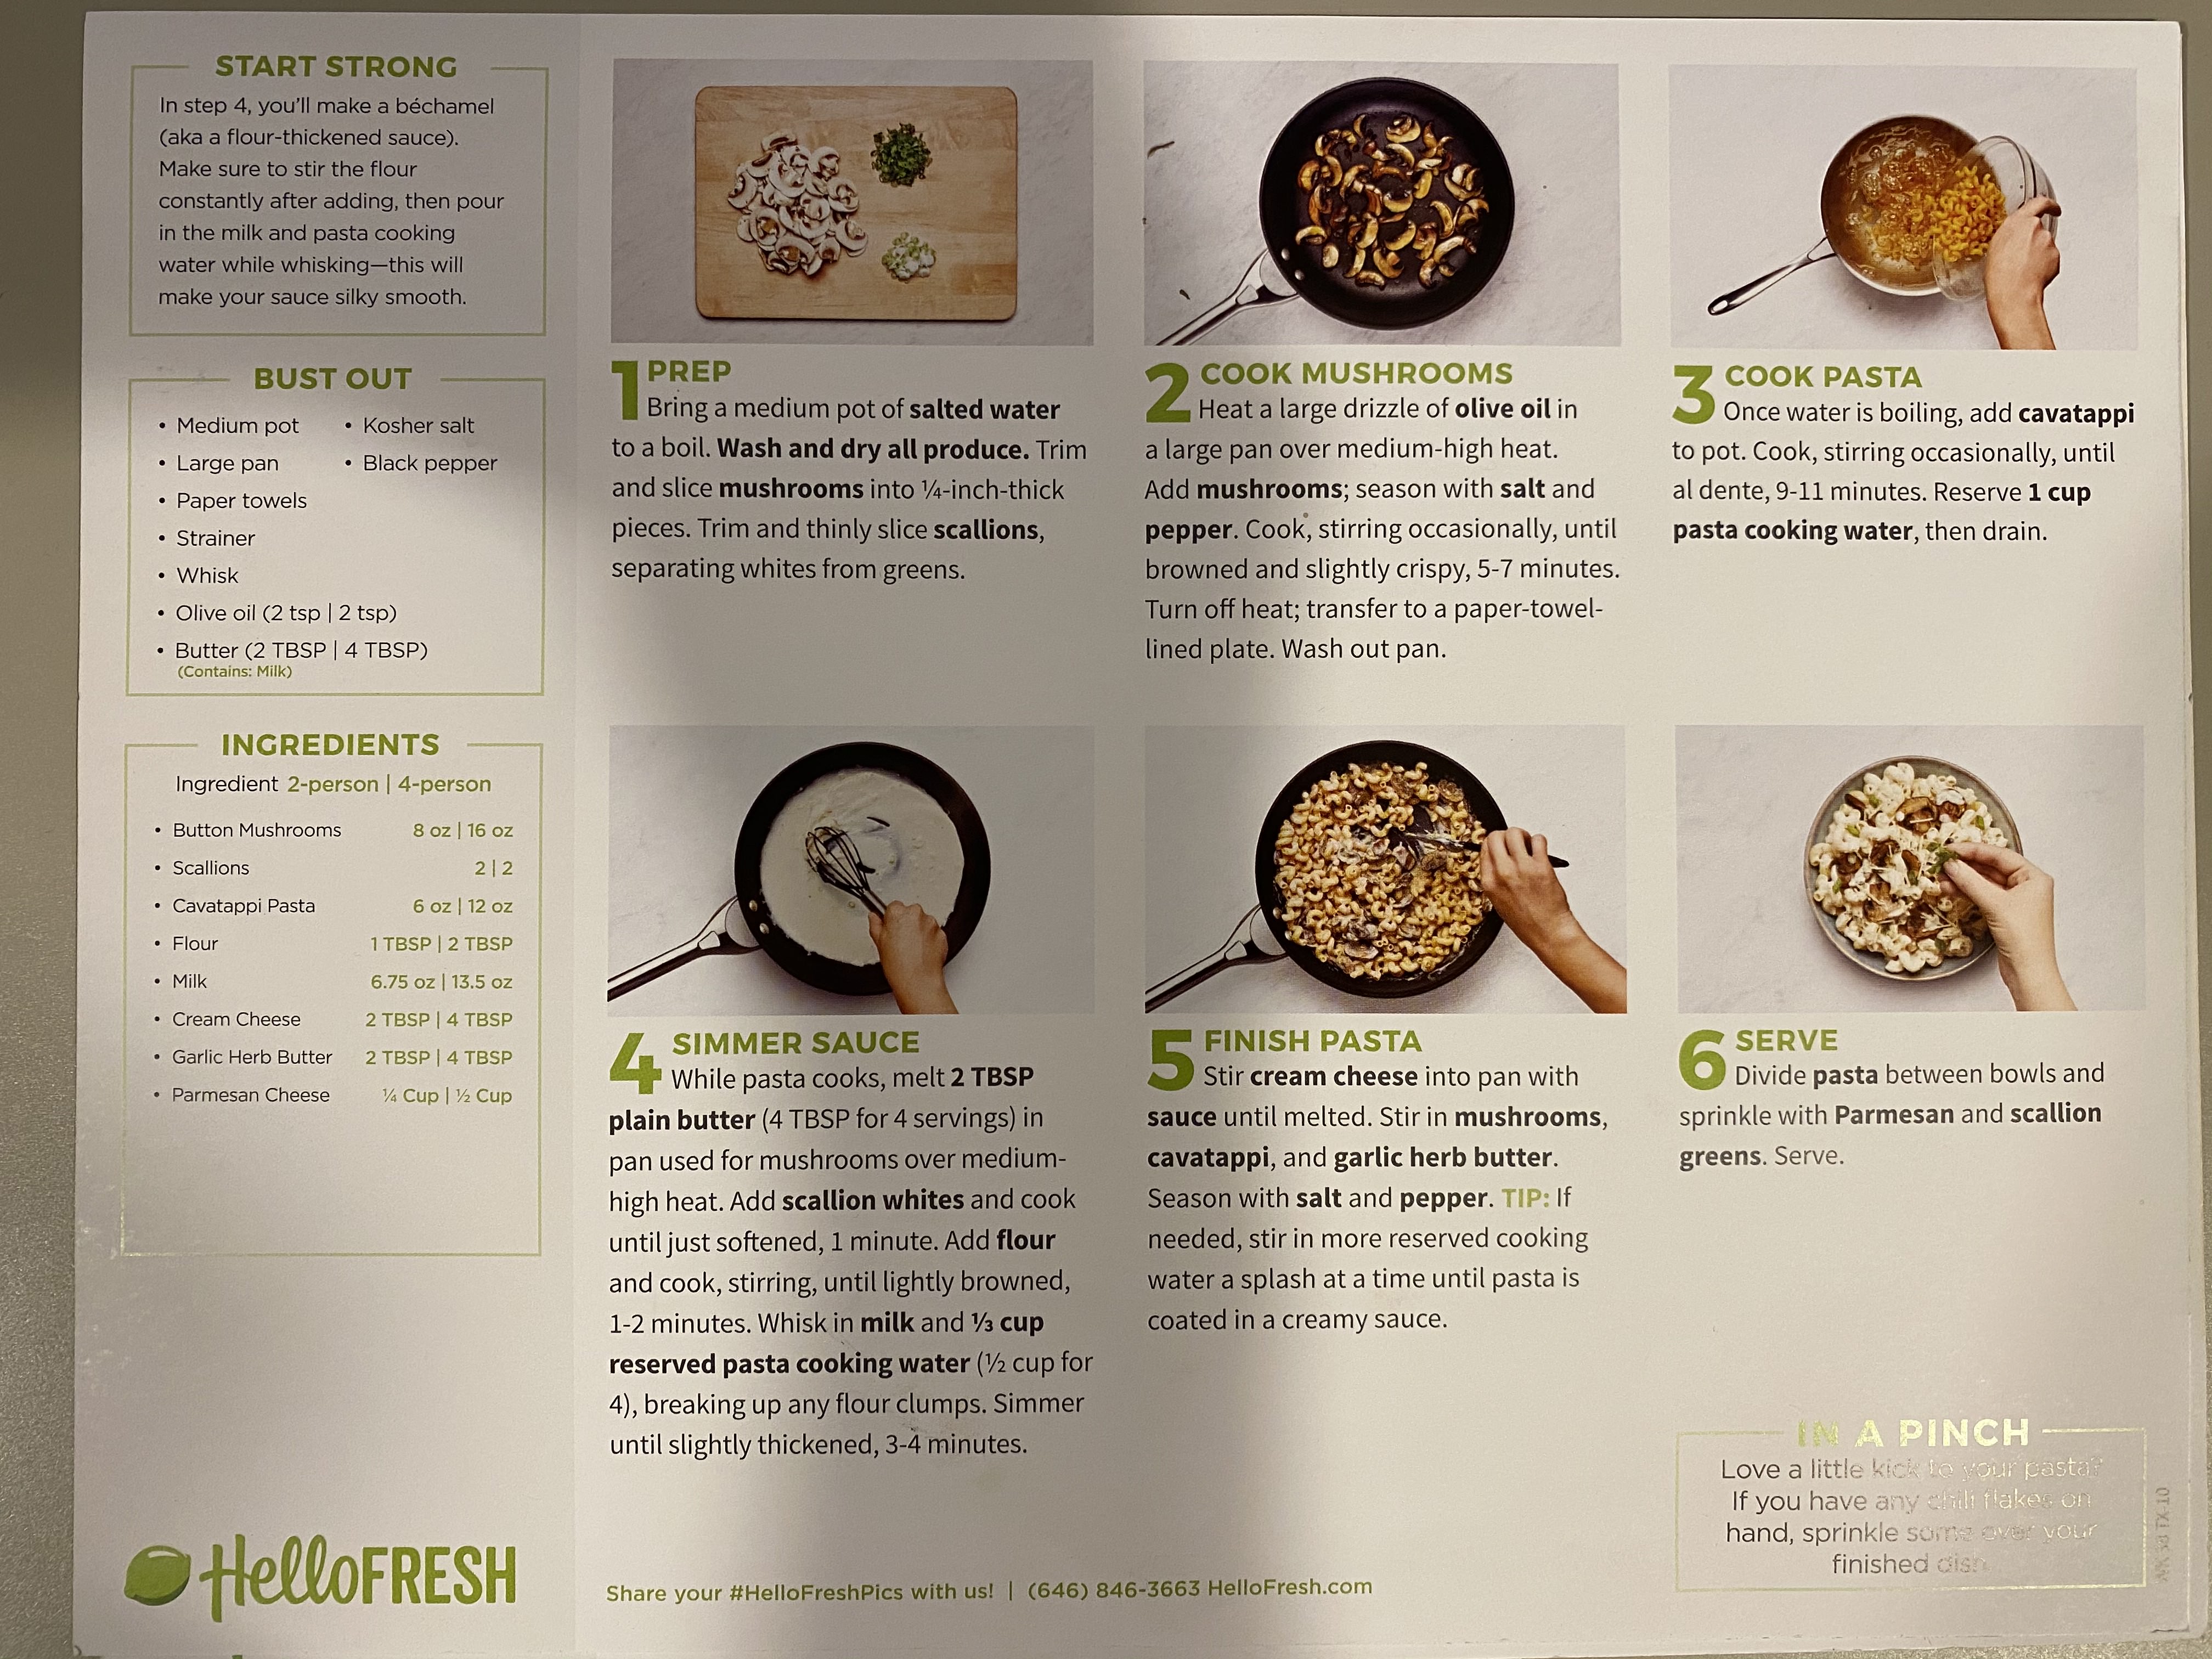 START STRONG
In step 4, you'll make a béchamel
(aka a flour-thickened sauce).
Make sure to stir the flour
constantly after adding, then pour
in the milk and pasta cooking
water while whisking—this will
make your sauce silky smooth.
BUST OUT
• Medium pot
• Large pan
• Paper towels
• Strainer
• Whisk
• Olive oil (2 tsp | 2 tsp)
• Butter (2 TBSP | 4 TBSP)
(Contains: Milk)
• Kosher salt
• Black pepper
INGREDIENTS
Ingredient 2-person | 4-person
• Button Mushrooms 8 oz | 16 oz
• Scallions 2 | 2
• Cavatappi Pasta 6 oz | 12 oz
• Flour 1 TBSP | 2 TBSP
• Milk 6.75 oz | 13.5 oz
• Cream Cheese 2 TBSP | 4 TBSP
• Garlic Herb Butter 2 TBSP | 4 TBSP
• Parmesan Cheese ¼ Cup | ½ Cup
HelloFRESH
1 PREP
Bring a medium pot of salted water
to a boil. Wash and dry all produce. Trim
and slice mushrooms into ¼-inch-thick
pieces. Trim and thinly slice scallions,
separating whites from greens.
2 COOK MUSHROOMS
Heat a large drizzle of olive oil in
a large pan over medium-high heat.
Add mushrooms; season with salt and
pepper. Cook, stirring occasionally, until
browned and slightly crispy, 5-7 minutes.
Turn off heat; transfer to a paper-towel-
lined plate. Wash out pan.
3 COOK PASTA
Once water is boiling, add cavatappi
to pot. Cook, stirring occasionally, until
al dente, 9-11 minutes. Reserve 1 cup
pasta cooking water, then drain.
4 SIMMER SAUCE
While pasta cooks, melt 2 TBSP
plain butter (4 TBSP for 4 servings) in
pan used for mushrooms over medium-
high heat. Add scallion whites and cook
until just softened, 1 minute. Add flour
and cook, stirring, until lightly browned,
1-2 minutes. Whisk in milk and ⅓ cup
reserved pasta cooking water (½ cup for
4), breaking up any flour clumps. Simmer
until slightly thickened, 3-4 minutes.
5 FINISH PASTA
Stir cream cheese into pan with
sauce until melted. Stir in mushrooms,
cavatappi, and garlic herb butter.
Season with salt and pepper. TIP: If
needed, stir in more reserved cooking
water a splash at a time until pasta is
coated in a creamy sauce.
6 SERVE
Divide pasta between bowls and
sprinkle with Parmesan and scallion
greens. Serve.
IN A PINCH
Love a little kick to your pasta?
If you have any chili flakes on
hand, sprinkle some over your
finished dish.
Share your #HelloFreshPics with us! | (646) 846-3663 HelloFresh.com